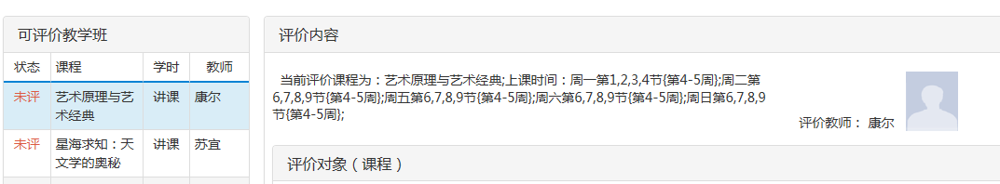 可评价教学班
状态 课程 学时 教师
未评 艺术原理与艺术经典 讲课 康尔
未评 星海求知：天文学的奥秘 讲课 苏宜
评价内容
当前评价课程为：艺术原理与艺术经典;上课时间：周一第1,2,3,4节{第4-5周};周二第
6,7,8,9节{第4-5周};周五第6,7,8,9节{第4-5周};周六第6,7,8,9节{第4-5周};周日第6,7,8,9
节{第4-5周};
评价教师： 康尔
评价对象（课程）